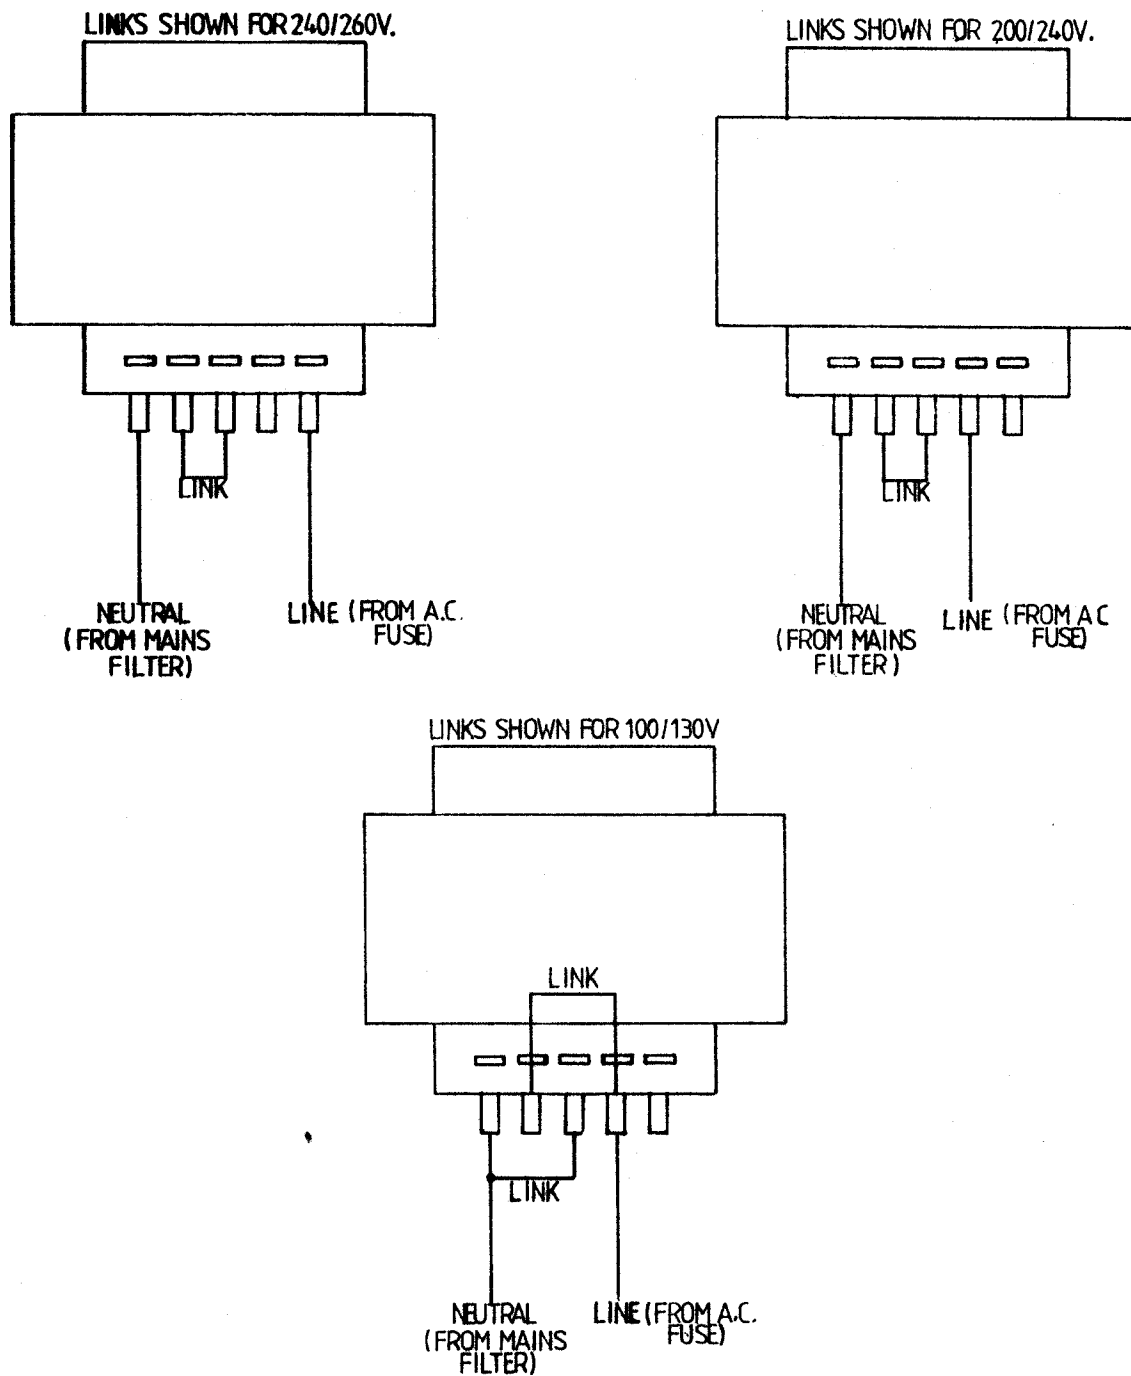 LINKS SHOWN FOR 240/260V.
LINK
NEUTRAL
(FROM MAINS
FILTER)
LINE (FROM A.C.
FUSE)
LINKS SHOWN FOR 200/240V.
LINK
NEUTRAL
(FROM MAINS
FILTER)
LINE (FROM A C
FUSE)
LINKS SHOWN FOR 100/130V
LINK
LINK
NEUTRAL
(FROM MAINS
FILTER)
LINE (FROM A.C.
FUSE)